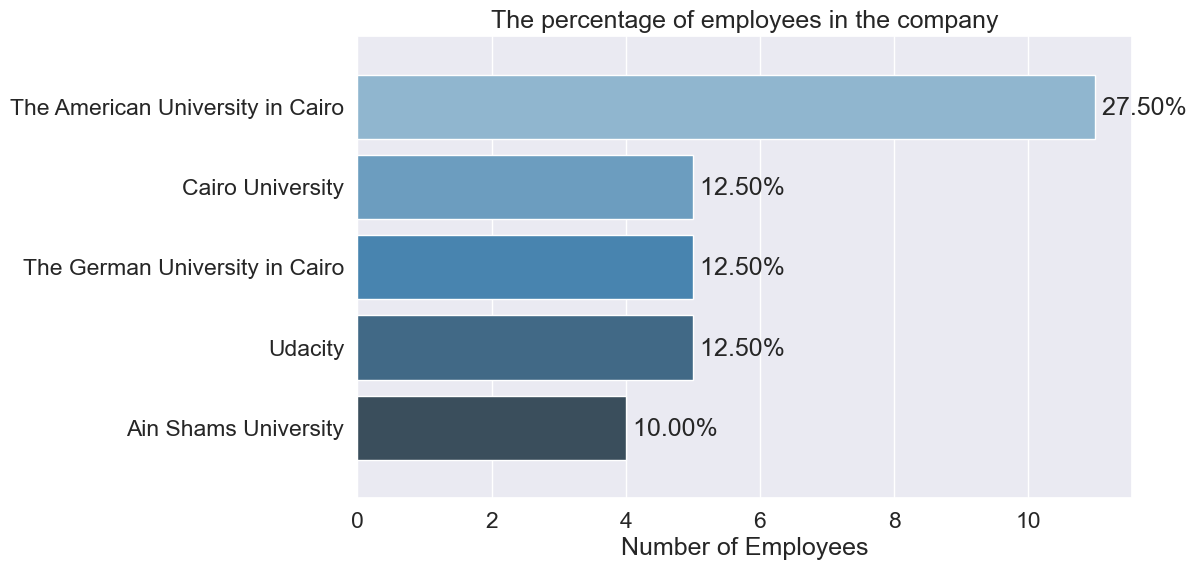 The percentage of employees in the company
The American University in Cairo
27.50%
Cairo University
12.50%
The German University in Cairo
12.50%
Udacity
12.50%
Ain Shams University
10.00%
0 2 4 6 8 10
Number of Employees